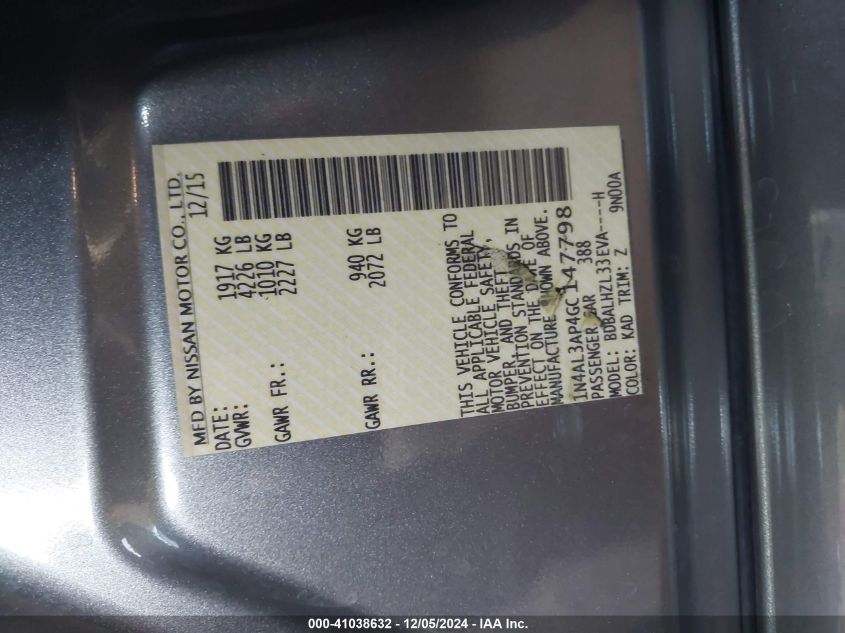 MFD BY NISSAN MOTOR CO., LTD.
DATE: 12/15
GVWR: 1917 KG
4226 LB
GAWR FR.: 1010 KG
2227 LB
GAWR RR.: 940 KG
2072 LB
THIS VEHICLE CONFORMS TO
ALL APPLICABLE FEDERAL
MOTOR VEHICLE SAFETY,
BUMPER, AND THEFT
PREVENTION STANDARDS IN
EFFECT ON THE DATE OF
MANUFACTURE SHOWN ABOVE.
1N4AL3AP4GC147798
PASSENGER CAR 388
MODEL: BDBALHZL33EVA-----H
COLOR: KAD TRIM: Z 9N00A
000-41038632 - 12/05/2024 - IAA Inc.